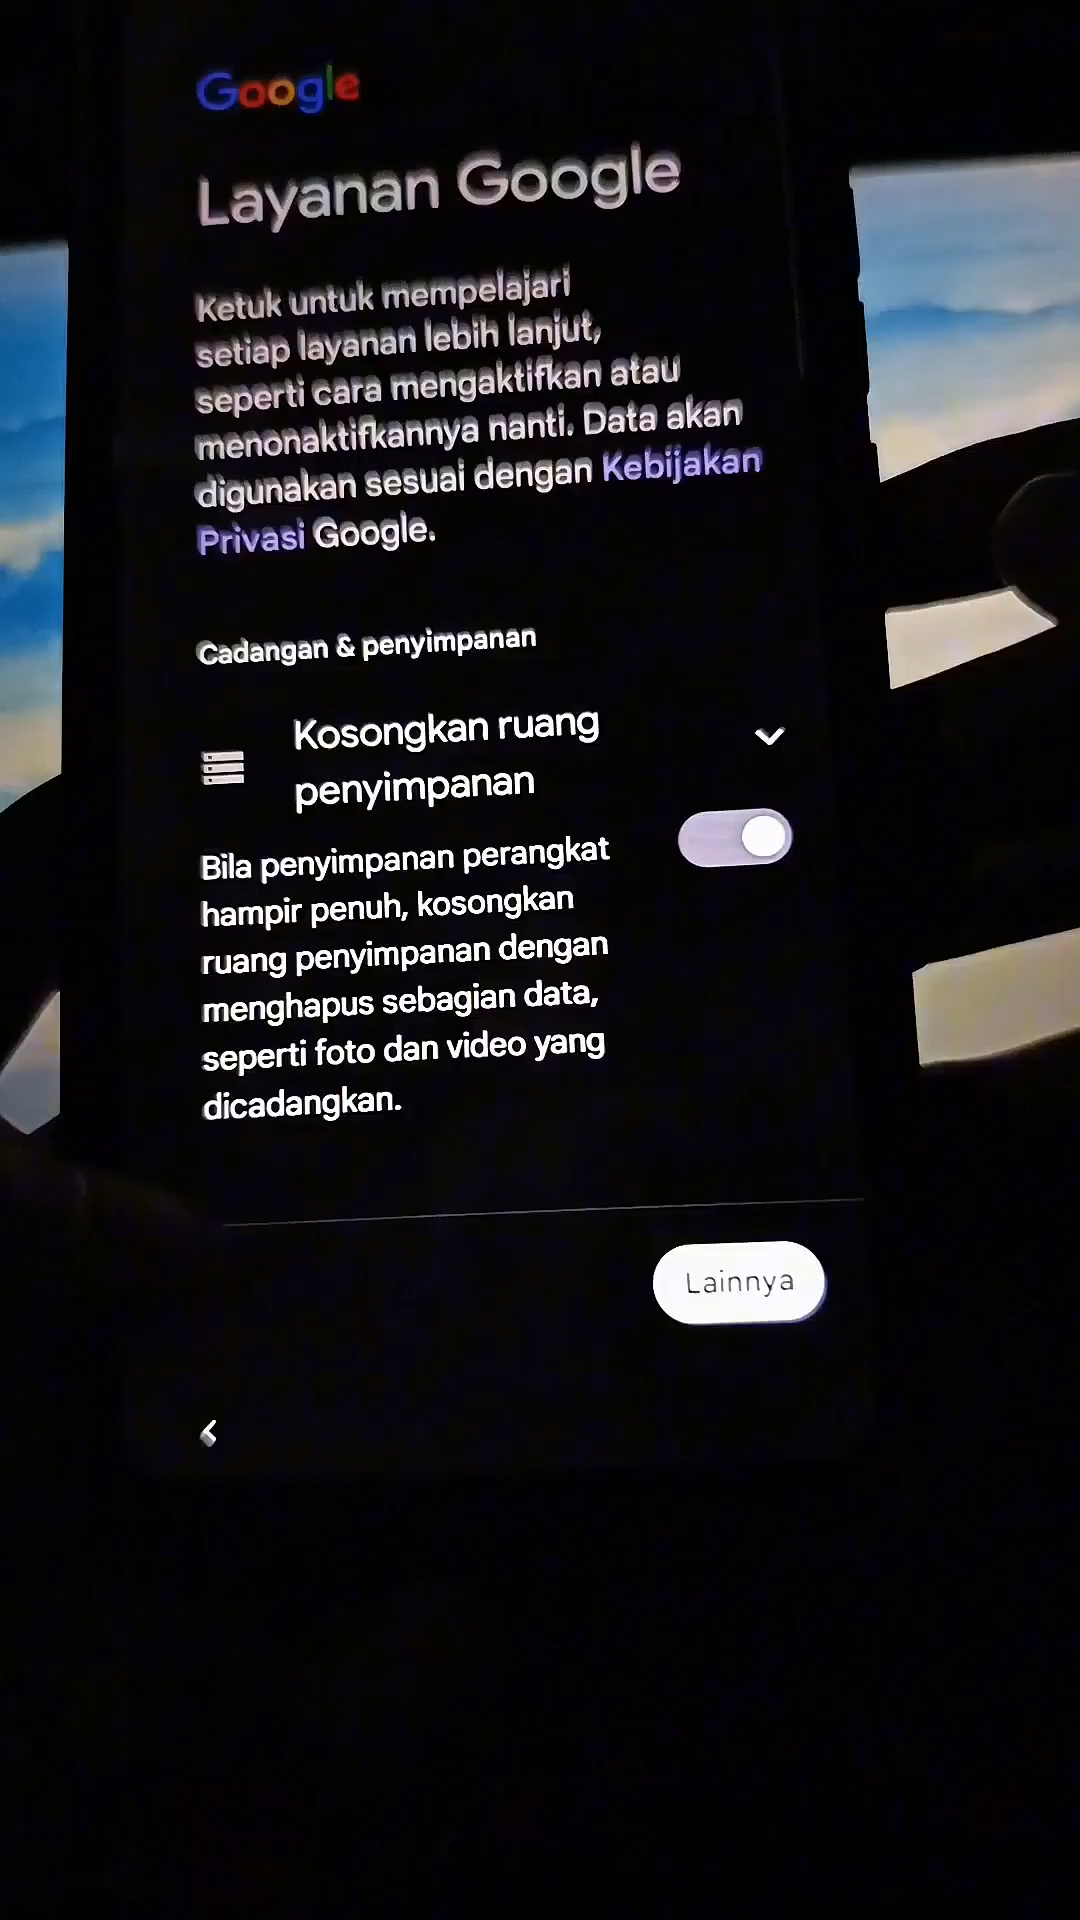 Google
Layanan Google
Ketuk untuk mempelajari
setiap layanan lebih lanjut,
seperti cara mengaktifkan atau
menonaktifkannya nanti. Data akan
digunakan sesuai dengan Kebijakan
Privasi Google.
Cadangan & penyimpanan
Kosongkan ruang
penyimpanan
Bila penyimpanan perangkat
hampir penuh, kosongkan
ruang penyimpanan dengan
menghapus sebagian data,
seperti foto dan video yang
dicadangkan.
Lainnya